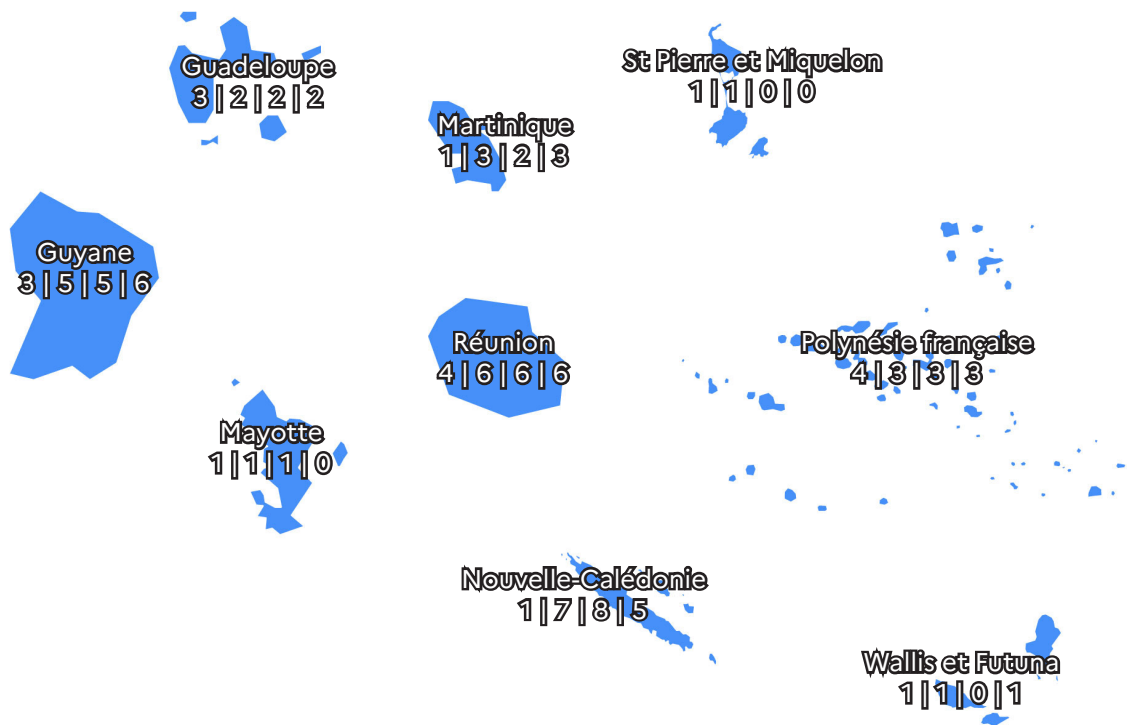 Guadeloupe
3 | 2 | 2 | 2
St Pierre et Miquelon
1 | 1 | 0 | 0
Martinique
1 | 3 | 2 | 3
Guyane
3 | 5 | 5 | 6
Réunion
4 | 6 | 6 | 6
Polynésie française
4 | 3 | 3 | 3
Mayotte
1 | 1 | 1 | 0
Nouvelle-Calédonie
1 | 7 | 8 | 5
Wallis et Futuna
1 | 1 | 0 | 1